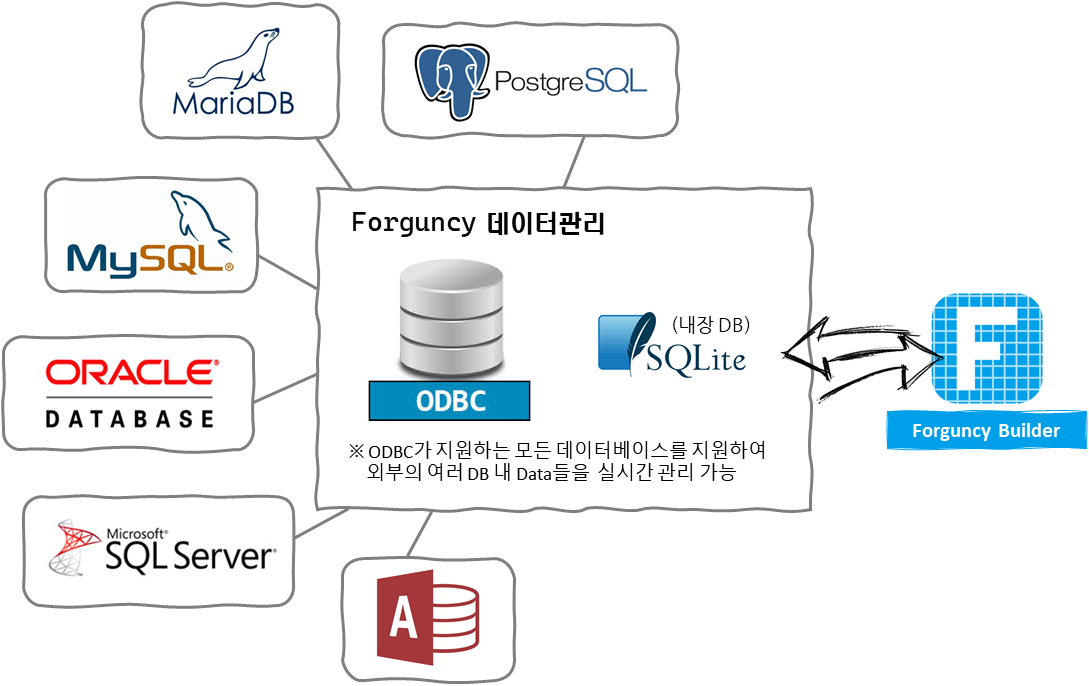 MariaDB
PostgreSQL
Forguncy 데이터관리
MySQL®
(내장 DB)
SQLite
ORACLE®
DATABASE
ODBC
Forguncy Builder
※ ODBC가 지원하는 모든 데이터베이스를 지원하여
외부의 여러 DB 내 Data들을 실시간 관리 가능
Microsoft®
SQL Server®
™
A
F